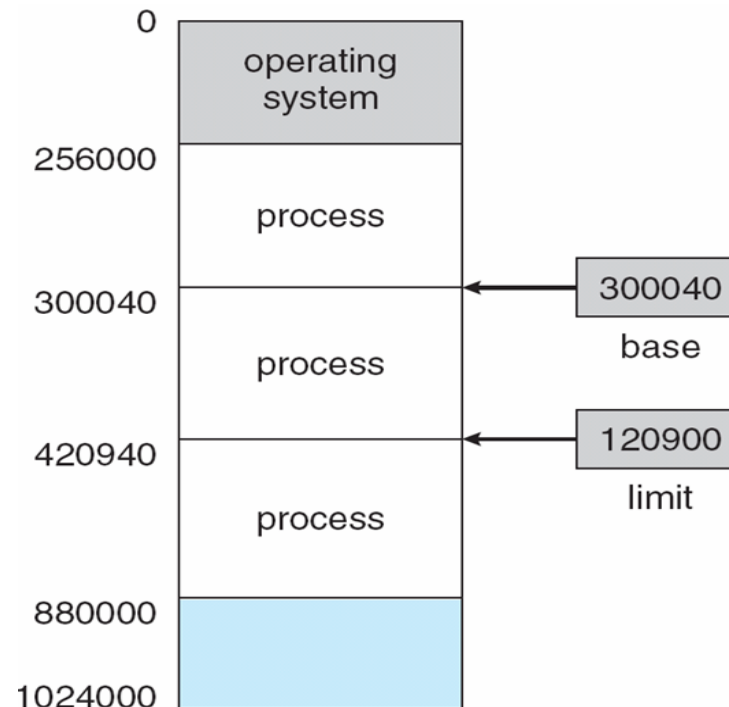 0
operating
system
256000
process
300040
300040
base
process
120900
420940
limit
process
880000
1024000